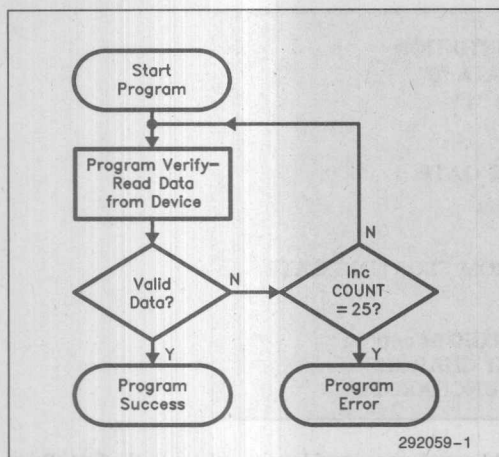 Start
Program
Program Verify–
Read Data
from Device
Valid
Data?
N
Inc
COUNT
= 25?
N
Y
Y
Program
Success
Program
Error
292059–1